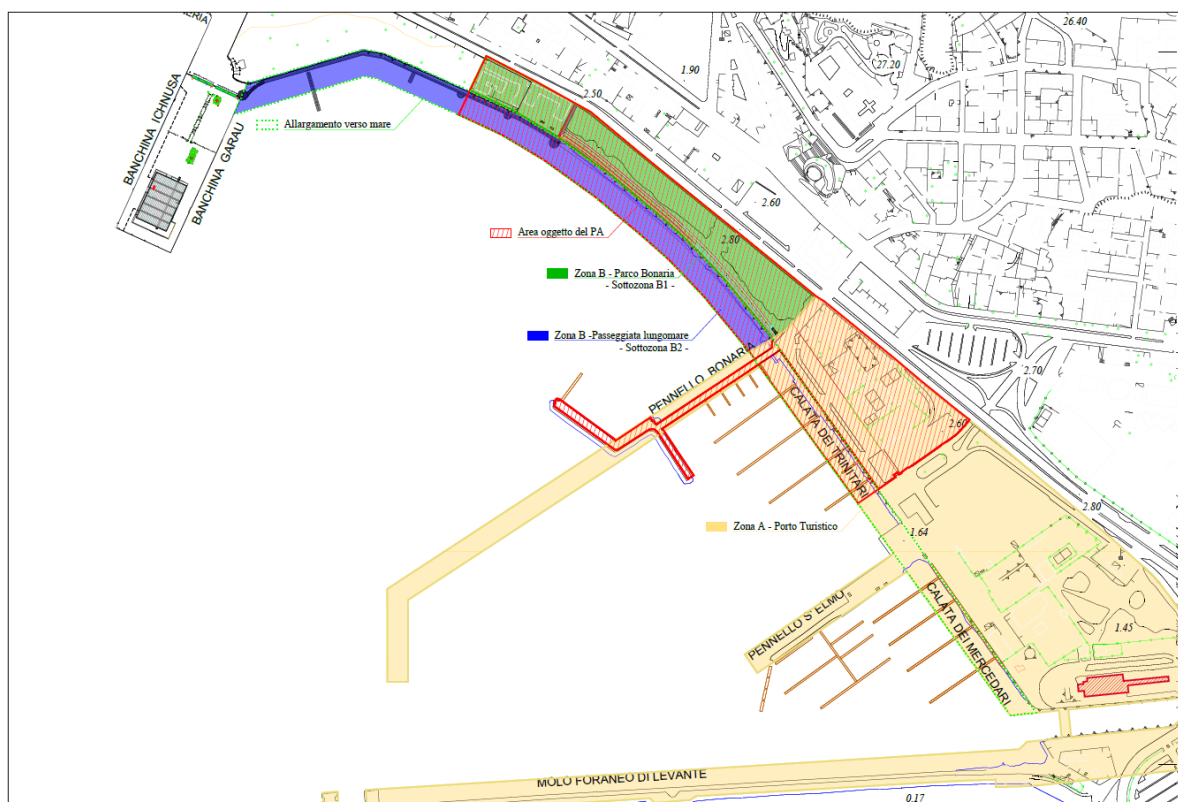 26.40
27.20
1.90
2.50
BANCHINA ICHNUSA
BANCHINA GARAU
Allargamento verso mare
2.60
2.80
Area oggetto del PA
Zona B - Parco Bonaria
- Sottozona B1 -
Zona B -Passeggiata lungomare
- Sottozona B2 -
PENNELLO BONARIA
2.70
CALATA DEI TRINITARI
2.60
2.80
Zona A - Porto Turistico
1.64
PENNELLO S' ELMO
CALATA DEI MERCEDARI
1.45
MOLO FORANEO DI LEVANTE
0.17